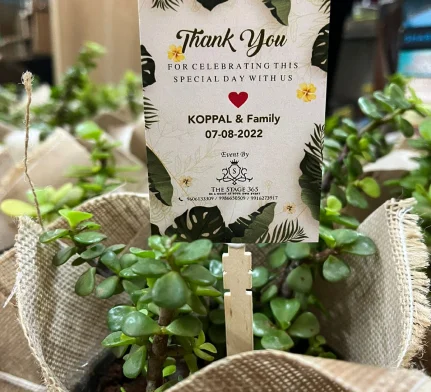 Thank You
FOR CELEBRATING THIS
SPECIAL DAY WITH US
KOPPAL & Family
07-08-2022
Event By
S
THE STAGE 365